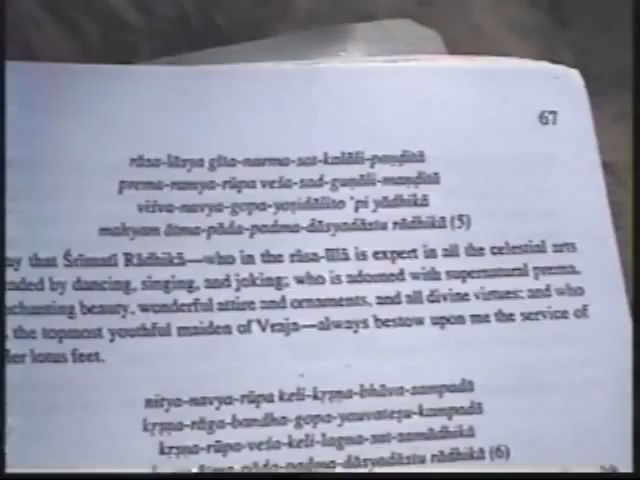 67
rāsa-lāsya gīta-narma-sat-kalāli-paṇḍitā
prema-ramya-rūpa veśa-sad-guṇāli-maṇḍitā
viśva-navya-gopa-yoṣidālito 'pi yādhikā
mahyam ātma-pāda-padma-dāsyadāstu rādhikā (5)
ay that Śrīmatī Rādhikā—who in the rāsa-līlā is expert in all the celestial arts
aded by dancing, singing, and joking; who is adorned with supernatural prema,
chanting beauty, wonderful attire and ornaments, and all divine virtues; and who
the topmost youthful maiden of Vraja—always bestow upon me the service of
Her lotus feet.
nitya-navya-rūpa keli-kṛṣṇa-bhāva-sampadā
kṛṣṇa-rāga-bandha-gopa-yauvateṣu-kampadā
kṛṣṇa-rūpa-veśa-keli-lagna-sat-samādhikā
pāda-padma-dāsyadāstu rādhikā (6)